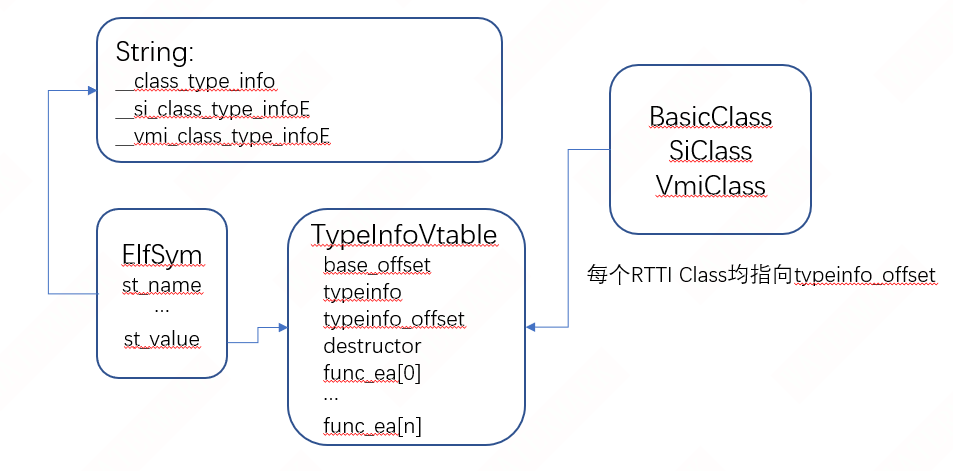 String:
__class_type_info
__si_class_type_infoE
__vmi_class_type_infoE
BasicClass
SiClass
VmiClass
每个RTTI Class均指向typeinfo_offset
ElfSym
st_name
...
st_value
TypeInfoVtable
base_offset
typeinfo
typeinfo_offset
destructor
func_ea[0]
...
func_ea[n]